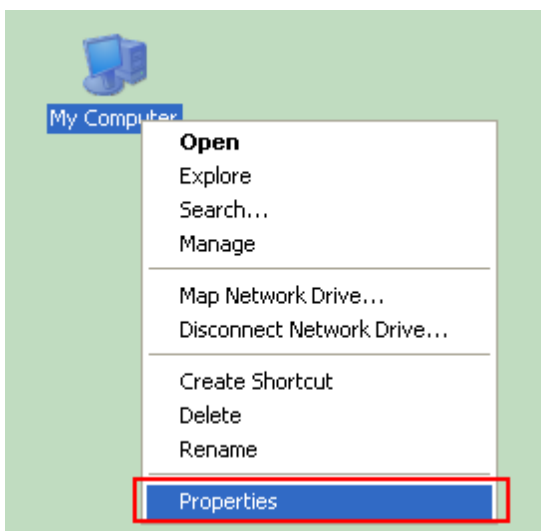 My Computer
Open
Explore
Search...
Manage
Map Network Drive...
Disconnect Network Drive...
Create Shortcut
Delete
Rename
Properties